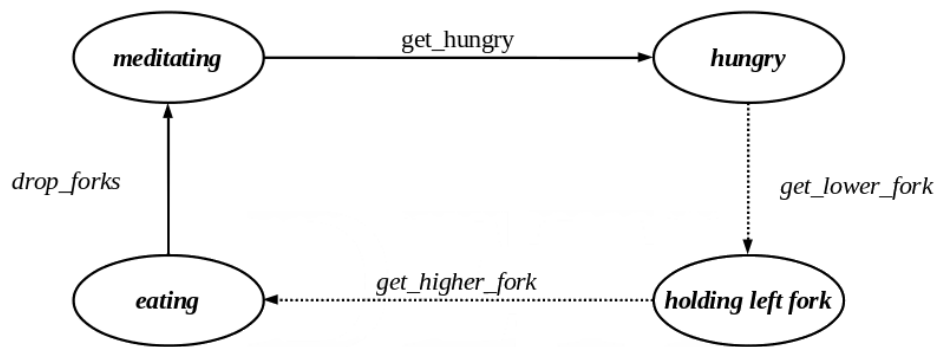 meditating
get_hungry
hungry
drop_forks
get_lower_fork
eating
get_higher_fork
holding left fork